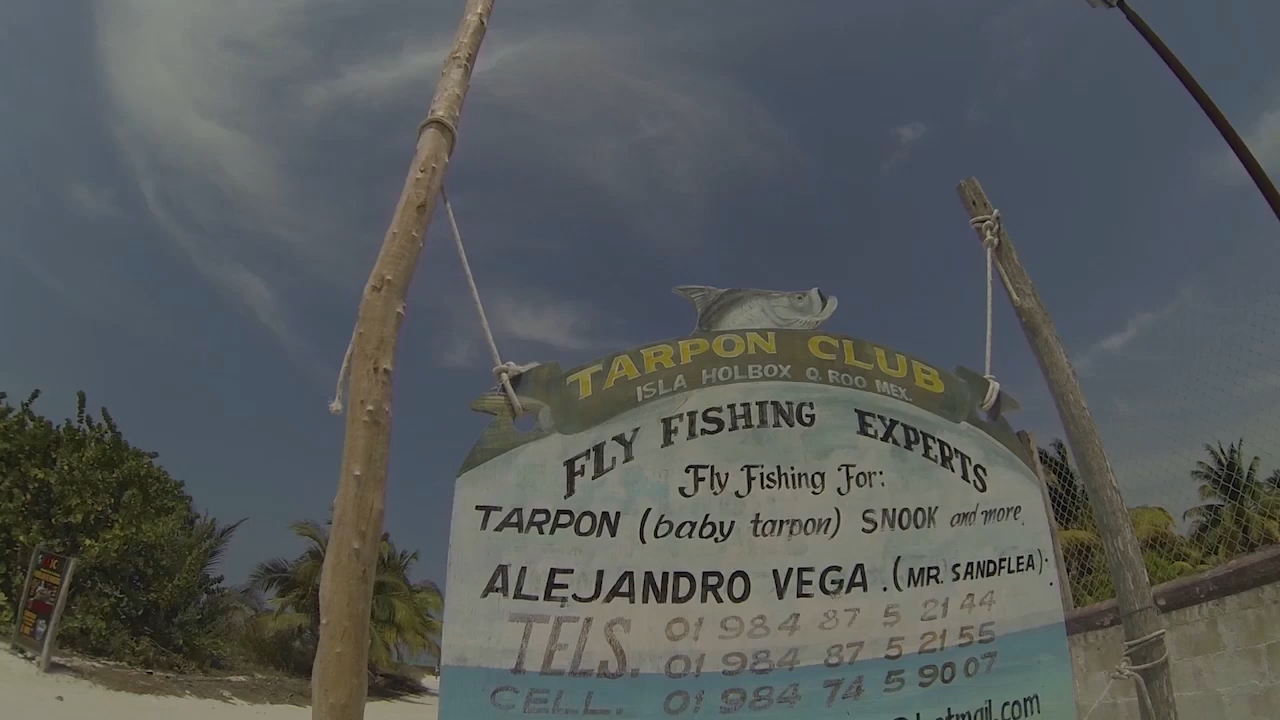 TARPON CLUB
ISLA HOLBOX Q. ROO MEX.
FLY FISHING EXPERTS
Fly Fishing For:
TARPON (baby tarpon) SNOOK and more.
ALEJANDRO VEGA. (MR. SANDFLEA).
TELS. 01 984 87 5 21 44
01 984 87 5 21 55
CELL. 01 984 74 5 90 07
@hotmail.com